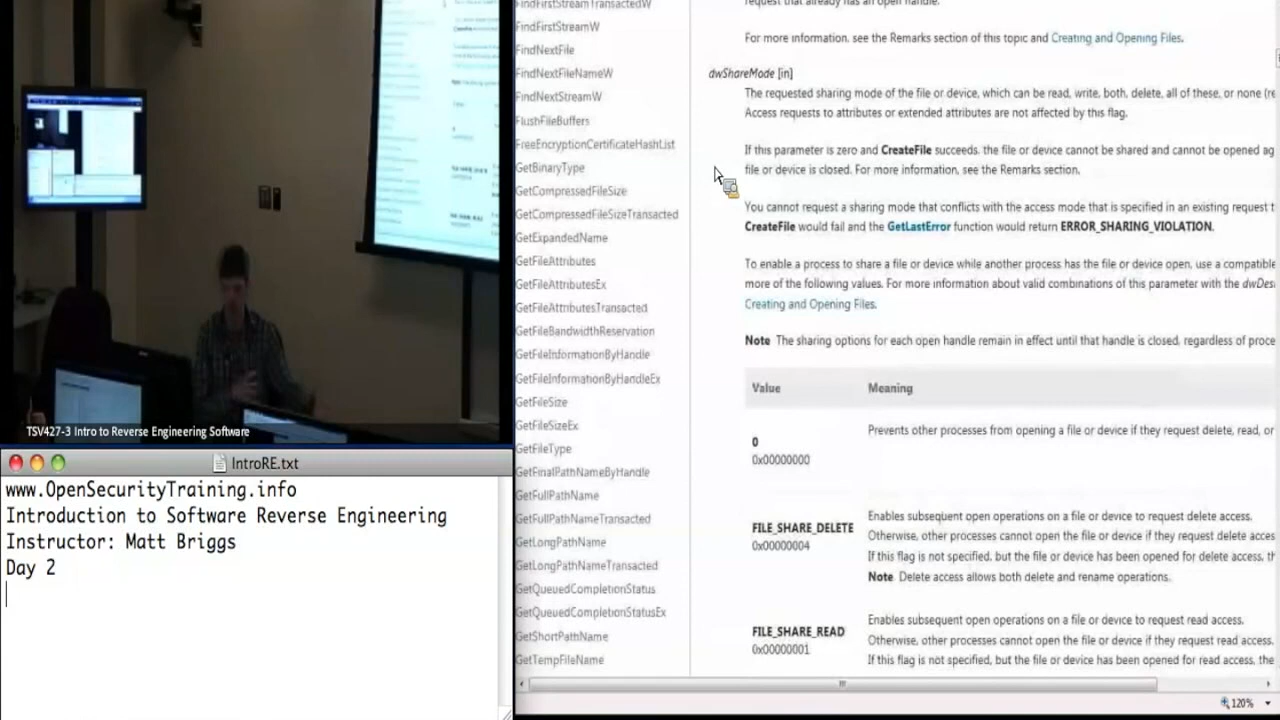 TSV427-3 Intro to Reverse Engineering Software
IntroRE.txt
www.OpenSecurityTraining.info
Introduction to Software Reverse Engineering
Instructor: Matt Briggs
Day 2
FindFirstStreamTransactedW
FindFirstStreamW
FindNextFile
FindNextFileNameW
FindNextStreamW
FlushFileBuffers
FreeEncryptionCertificateHashList
GetBinaryType
GetCompressedFileSize
GetCompressedFileSizeTransacted
GetExpandedName
GetFileAttributes
GetFileAttributesEx
GetFileAttributesTransacted
GetFileBandwidthReservation
GetFileInformationByHandle
GetFileInformationByHandleEx
GetFileSize
GetFileSizeEx
GetFileType
GetFinalPathNameByHandle
GetFullPathName
GetFullPathNameTransacted
GetLongPathName
GetLongPathNameTransacted
GetQueuedCompletionStatus
GetQueuedCompletionStatusEx
GetShortPathName
GetTempFileName
request that already has an open handle.
For more information, see the Remarks section of this topic and Creating and Opening Files.
dwShareMode [in]
The requested sharing mode of the file or device, which can be read, write, both, delete, all of these, or none (re
Access requests to attributes or extended attributes are not affected by this flag.
If this parameter is zero and CreateFile succeeds, the file or device cannot be shared and cannot be opened ag
file or device is closed. For more information, see the Remarks section.
You cannot request a sharing mode that conflicts with the access mode that is specified in an existing request t
CreateFile would fail and the GetLastError function would return ERROR_SHARING_VIOLATION.
To enable a process to share a file or device while another process has the file or device open, use a compatible
more of the following values. For more information about valid combinations of this parameter with the dwDesi
Creating and Opening Files.
Note The sharing options for each open handle remain in effect until that handle is closed, regardless of proce
Value Meaning
0
0x00000000
Prevents other processes from opening a file or device if they request delete, read, or
FILE_SHARE_DELETE
0x00000004
Enables subsequent open operations on a file or device to request delete access.
Otherwise, other processes cannot open the file or device if they request delete acces
If this flag is not specified, but the file or device has been opened for delete access, th
Note. Delete access allows both delete and rename operations.
FILE_SHARE_READ
0x00000001
Enables subsequent open operations on a file or device to request read access.
Otherwise, other processes cannot open the file or device if they request read access.
If this flag is not specified, but the file or device has been opened for read access, the
120%